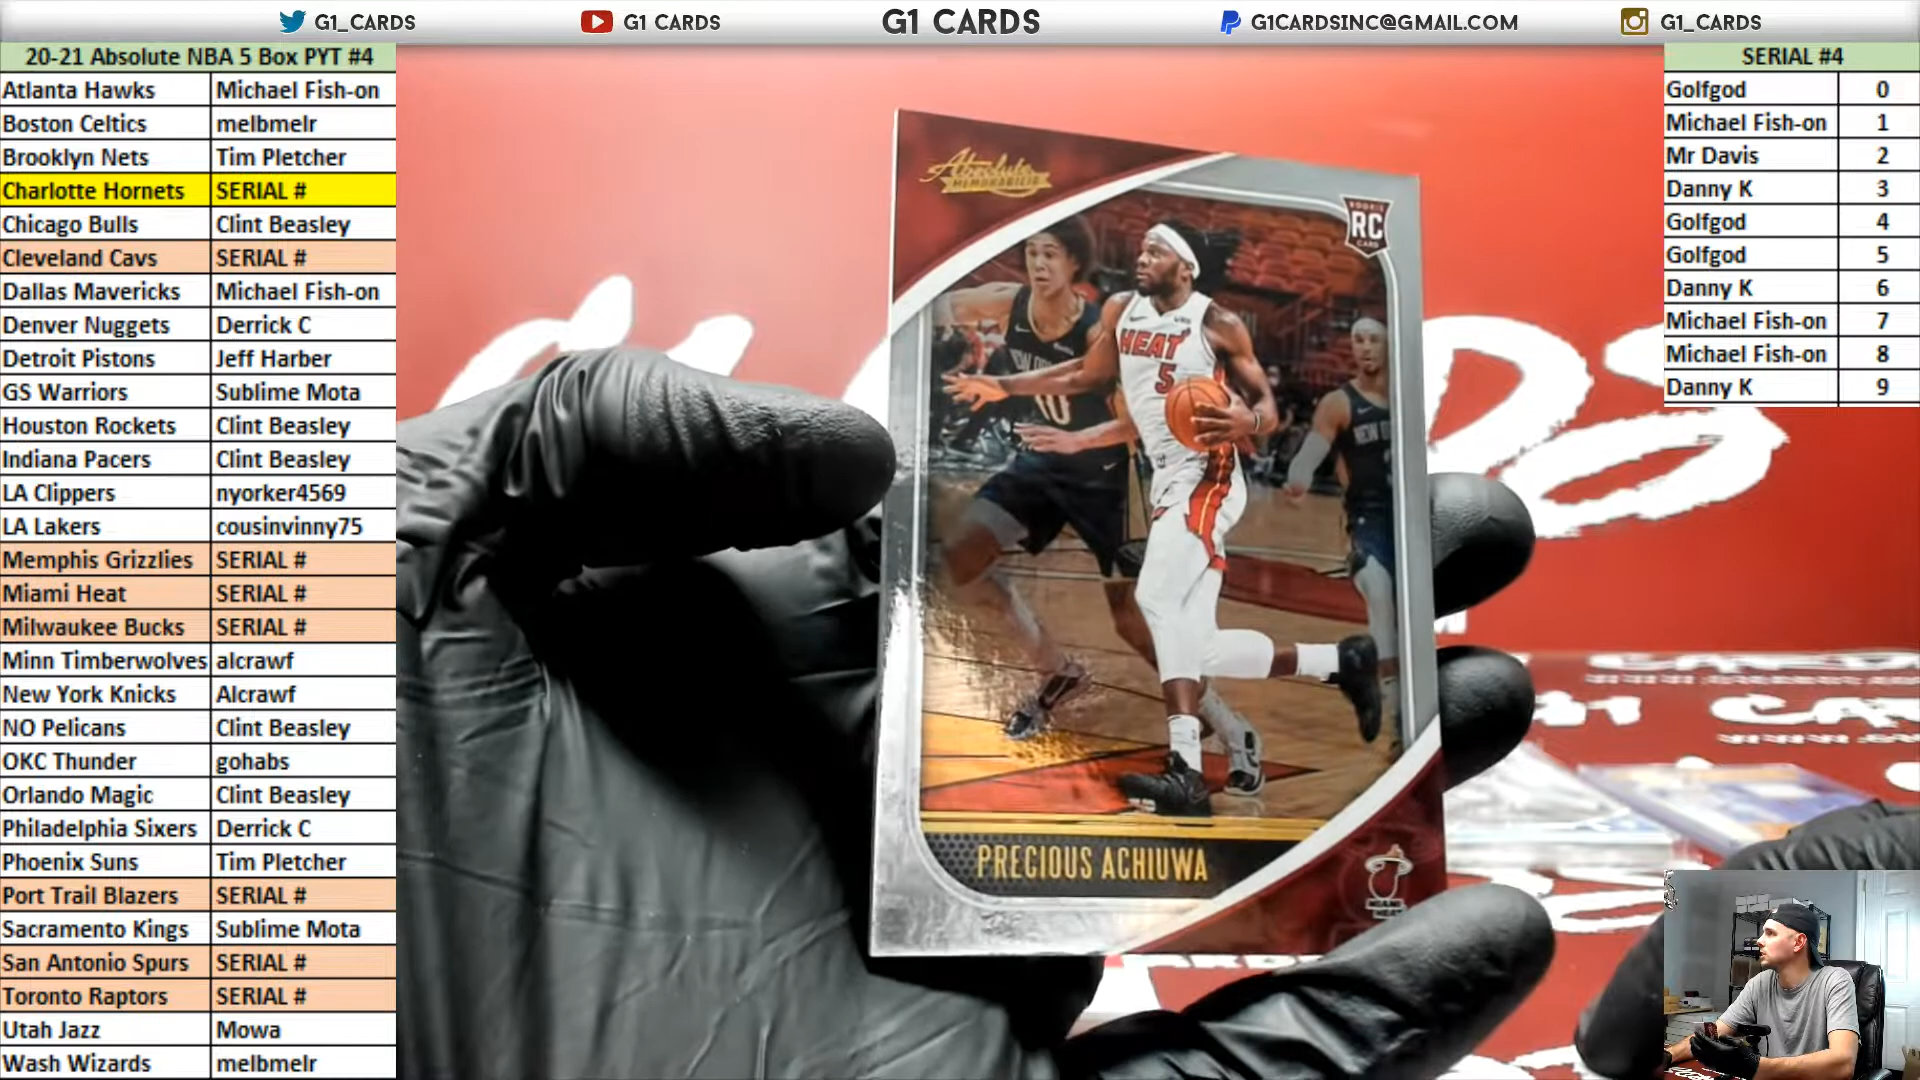 G1_CARDS
G1 CARDS
G1 CARDS
G1CARDSINC@GMAIL.COM
G1_CARDS
20-21 Absolute NBA 5 Box PYT #4
Atlanta Hawks Michael Fish-on
Boston Celtics melbmelr
Brooklyn Nets Tim Pletcher
Charlotte Hornets SERIAL #
Chicago Bulls Clint Beasley
Cleveland Cavs SERIAL #
Dallas Mavericks Michael Fish-on
Denver Nuggets Derrick C
Detroit Pistons Jeff Harber
GS Warriors Sublime Mota
Houston Rockets Clint Beasley
Indiana Pacers Clint Beasley
LA Clippers nyorker4569
LA Lakers cousinvinny75
Memphis Grizzlies SERIAL #
Miami Heat SERIAL #
Milwaukee Bucks SERIAL #
Minn Timberwolves alcrawf
New York Knicks Alcrawf
NO Pelicans Clint Beasley
OKC Thunder gohabs
Orlando Magic Clint Beasley
Philadelphia Sixers Derrick C
Phoenix Suns Tim Pletcher
Port Trail Blazers SERIAL #
Sacramento Kings Sublime Mota
San Antonio Spurs SERIAL #
Toronto Raptors SERIAL #
Utah Jazz Mowa
Wash Wizards melbmelr
SERIAL #4
Golfgod 0
Michael Fish-on 1
Mr Davis 2
Danny K 3
Golfgod 4
Golfgod 5
Danny K 6
Michael Fish-on 7
Michael Fish-on 8
Danny K 9
Absolute
MEMORABILIA
ROOKIE
RC
CARD
HEAT
5
10
PRECIOUS ACHIUWA
MIAMI
HEAT